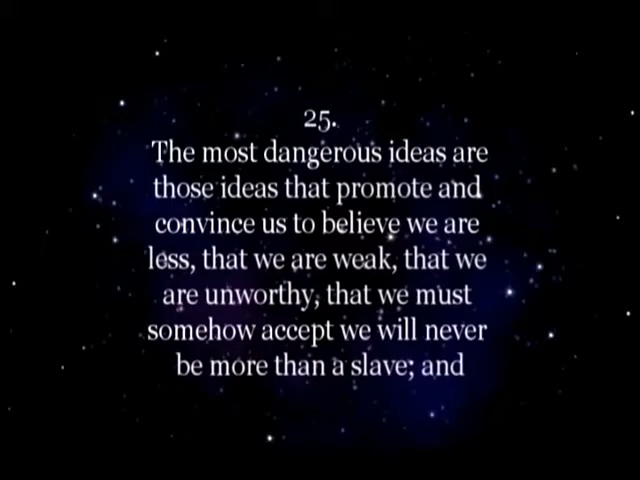 25.
The most dangerous ideas are
those ideas that promote and
convince us to believe we are
less, that we are weak, that we
are unworthy, that we must
somehow accept we will never
be more than a slave; and